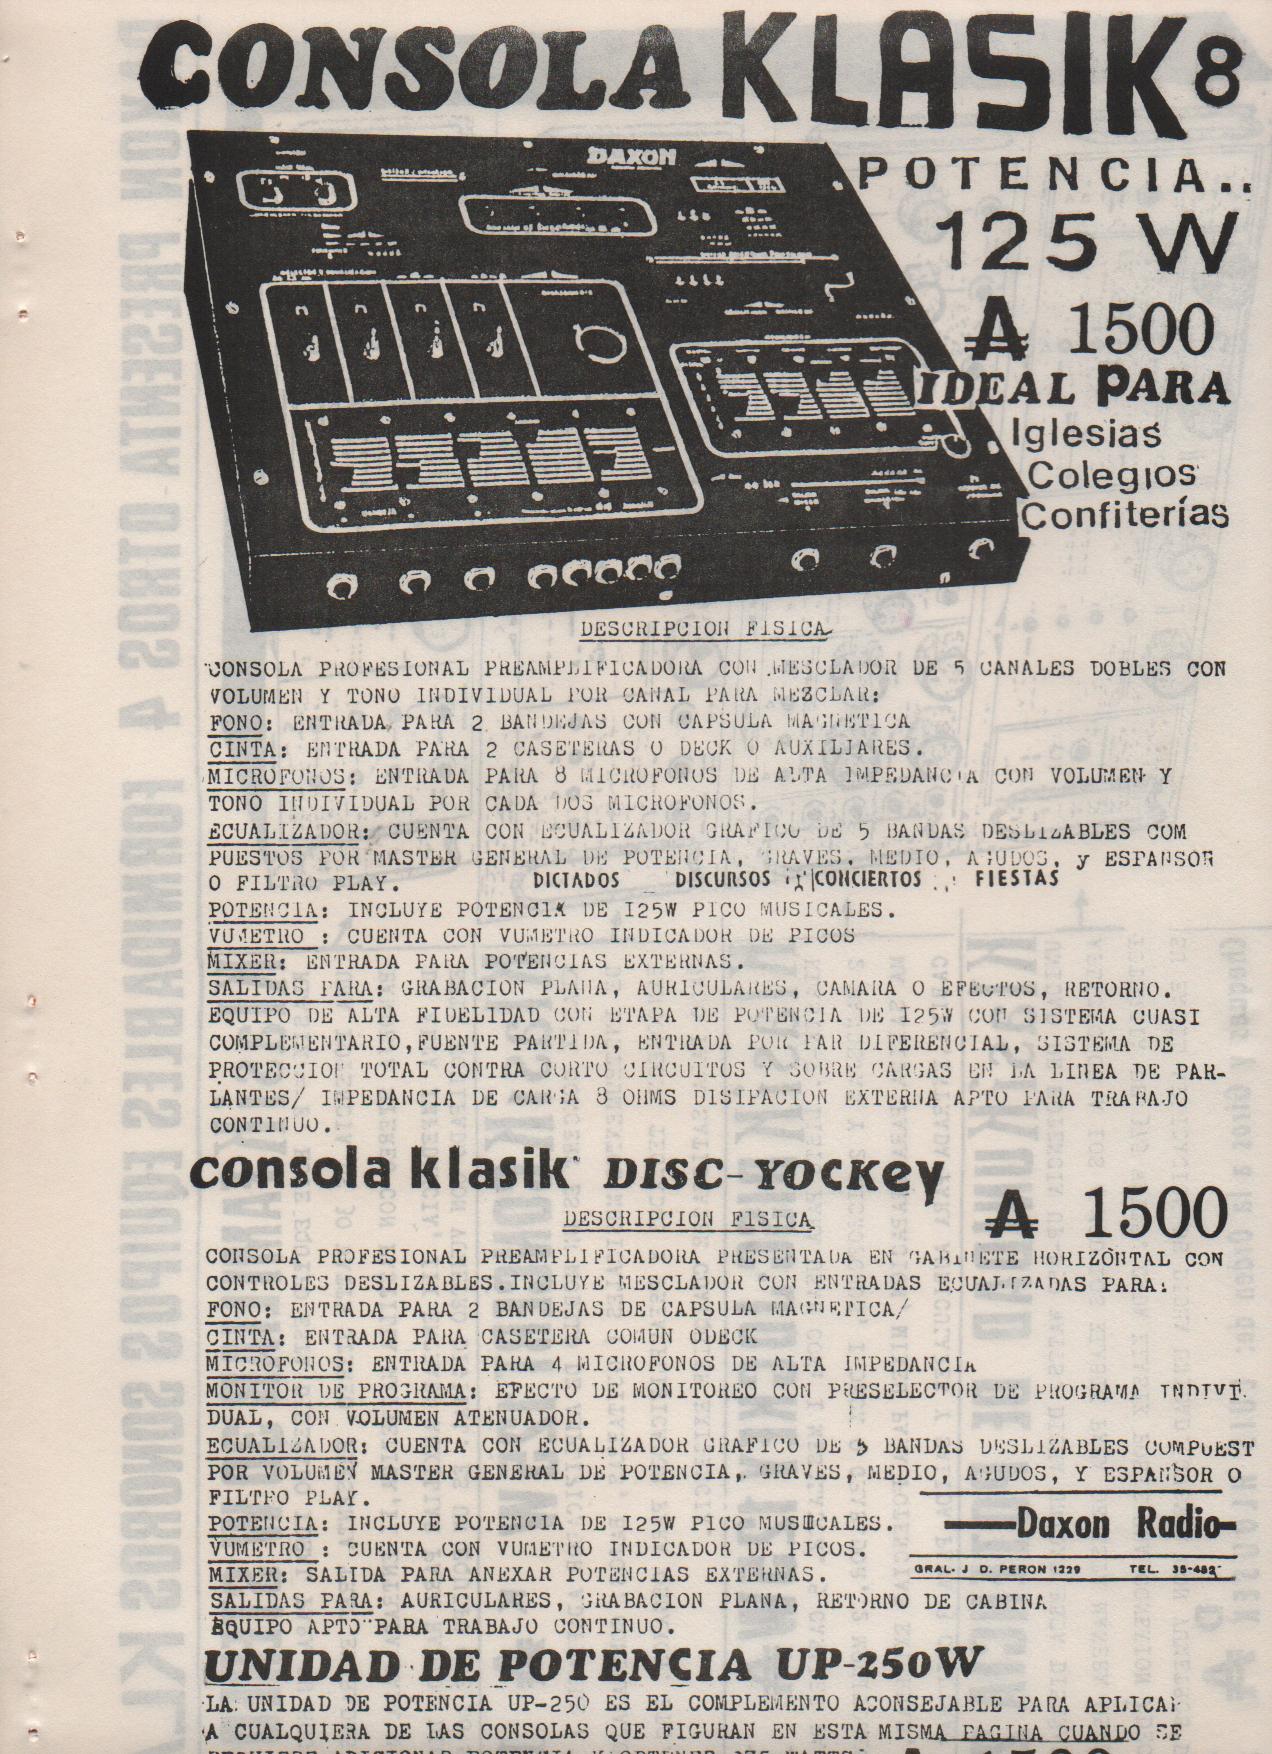 CONSOLA KLASIK 8
DAXON
POTENCIA..
125 W
₳ 1500
IDEAL PARA
Iglesias
Colegios
Confiterías
DESCRIPCION FISICA
CONSOLA PROFESIONAL PREAMPLIFICADORA CON MESCLADOR DE 5 CANALES DOBLES CON
VOLUMEN Y TONO INDIVIDUAL POR CANAL PARA MEZCLAR:
FONO: ENTRADA PARA 2 BANDEJAS CON CAPSULA MAGNETICA
CINTA: ENTRADA PARA 2 CASETERAS O DECK O AUXILIARES.
MICROFONOS: ENTRADA PARA 8 MICROFONOS DE ALTA IMPEDANCIA CON VOLUMEN Y
TONO INDIVIDUAL POR CADA DOS MICROFONOS.
ECUALIZADOR: CUENTA CON ECUALIZADOR GRAFICO DE 5 BANDAS DESLIZABLES COM
PUESTOS POR MASTER GENERAL DE POTENCIA, GRAVES, MEDIO, AGUDOS, y ESPANSOR
O FILTRO PLAY. DICTADOS DISCURSOS CONCIERTOS FIESTAS
POTENCIA: INCLUYE POTENCIA DE I25W PICO MUSICALES.
VUMETRO : CUENTA CON VUMETRO INDICADOR DE PICOS
MIXER: ENTRADA PARA POTENCIAS EXTERNAS.
SALIDAS PARA: GRABACION PLANA, AURICULARES, CAMARA O EFECTOS, RETORNO.
EQUIPO DE ALTA FIDELIDAD CON ETAPA DE POTENCIA DE I25W CON SISTEMA CUASI
COMPLEMENTARIO,FUENTE PARTIDA, ENTRADA POR PAR DIFERENCIAL, SISTEMA DE
PROTECCION TOTAL CONTRA CORTO CIRCUITOS Y SOBRE CARGAS EN LA LINEA DE PAR-
LANTES/ IMPEDANCIA DE CARGA 8 OHMS DISIPACION EXTERNA APTO PARA TRABAJO
CONTINUO.
consola klasik DISC-YOCKEY
₳ 1500
DESCRIPCION FISICA
CONSOLA PROFESIONAL PREAMPLIFICADORA PRESENTADA EN GABINETE HORIZONTAL CON
CONTROLES DESLIZABLES.INCLUYE MESCLADOR CON ENTRADAS ECUALIZADAS PARA:
FONO: ENTRADA PARA 2 BANDEJAS DE CAPSULA MAGNETICA/
CINTA: ENTRADA PARA CASETERA COMUN ODECK
MICROFONOS: ENTRADA PARA 4 MICROFONOS DE ALTA IMPEDANCIA
MONITOR DE PROGRAMA: EFECTO DE MONITOREO CON PRESELECTOR DE PROGRAMA INDIVI
DUAL, CON VOLUMEN ATENUADOR.
ECUALIZADOR: CUENTA CON ECUALIZADOR GRAFICO DE 5 BANDAS DESLIZABLES COMPUEST
POR VOLUMEN MASTER GENERAL DE POTENCIA, GRAVES, MEDIO, AGUDOS, Y ESPANSOR O
FILTRO PLAY.
POTENCIA: INCLUYE POTENCIA DE I25W PICO MUSICALES.
VUMETRO : CUENTA CON VUMETRO INDICADOR DE PICOS.
MIXER: SALIDA PARA ANEXAR POTENCIAS EXTERNAS.
SALIDAS PARA: AURICULARES, GRABACION PLANA, RETORNO DE CABINA
EQUIPO APTO PARA TRABAJO CONTINUO.
Daxon Radio
GRAL. J D. PERON 1229 TEL. 35-482
UNIDAD DE POTENCIA UP-250W
LA UNIDAD DE POTENCIA UP-250 ES EL COMPLEMENTO ACONSEJABLE PARA APLICAR
A CUALQUIERA DE LAS CONSOLAS QUE FIGURAN EN ESTA MISMA PAGINA CUANDO SE